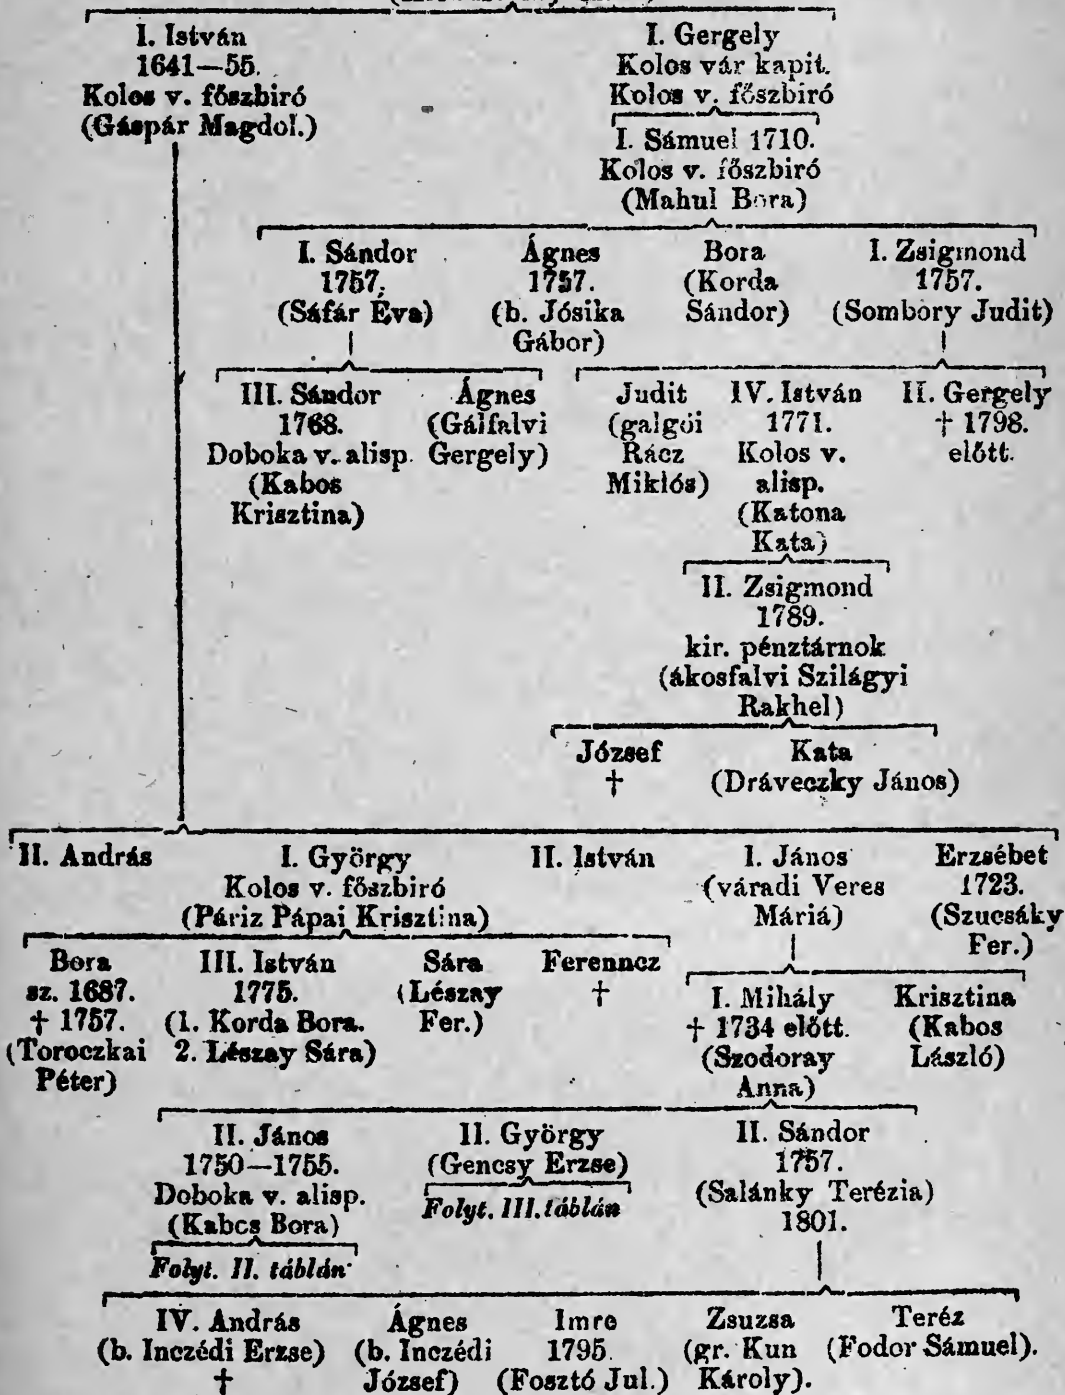 I. István
1641—55.
Kolos v. főszbiró
(Gáspár Magdol.)
I. Gergely
Kolos vár kapit.
Kolos v. főszbiró
I. Sámuel 1710.
Kolos v. főszbiró
(Mahul Bora)
I. Sándor
1757.
(Sáfár Éva)
Ágnes
1757.
(b. Jósika
Gábor)
Bora
(Korda
Sándor)
I. Zsigmond
1757.
(Sombory Judit)
III. Sándor
1768.
Doboka v. alisp.
(Kabos
Krisztina)
Ágnes
(Gálfalvi
Gergely)
Judit
(galgói
Rácz
Miklós)
IV. István
1771.
Kolos v.
alisp.
(Katona
Kata)
II. Gergely
† 1798.
előtt.
II. Zsigmond
1789.
kir. pénztárnok
(ákosfalvi Szilágyi
Rakhel)
József
†
Kata
(Dráveczky János)
II. András
I. György
Kolos v. főszbiró
(Páriz Pápai Krisztina)
II. István
I. János
(váradi Veres
Máriá)
Erzsébet
1723.
(Szucsáky
Fer.)
Bora
sz. 1687.
† 1757.
(Toroczkai
Péter)
III. István
1775.
(1. Korda Bora.
2. Lészay Sára)
Sára
(Lészay
Fer.)
Ferenncz
†
I. Mihály
† 1734 előtt.
(Szodoray
Anna)
Krisztina
(Kabos
László)
II. János
1750—1755.
Doboka v. alisp.
(Kabcs Bora)
Folyt. II. táblán
II. György
(Gencsy Erzse)
Folyt. III. táblán
II. Sándor
1757.
(Salánky Terézia)
1801.
IV. András
(b. Inczédi Erzse)
†
Ágnes
(b. Inczédi
József)
Imre
1795.
(Fosztó Jul.)
Zsuzsa
(gr. Kun
Károly).
Teréz
(Fodor Sámuel).